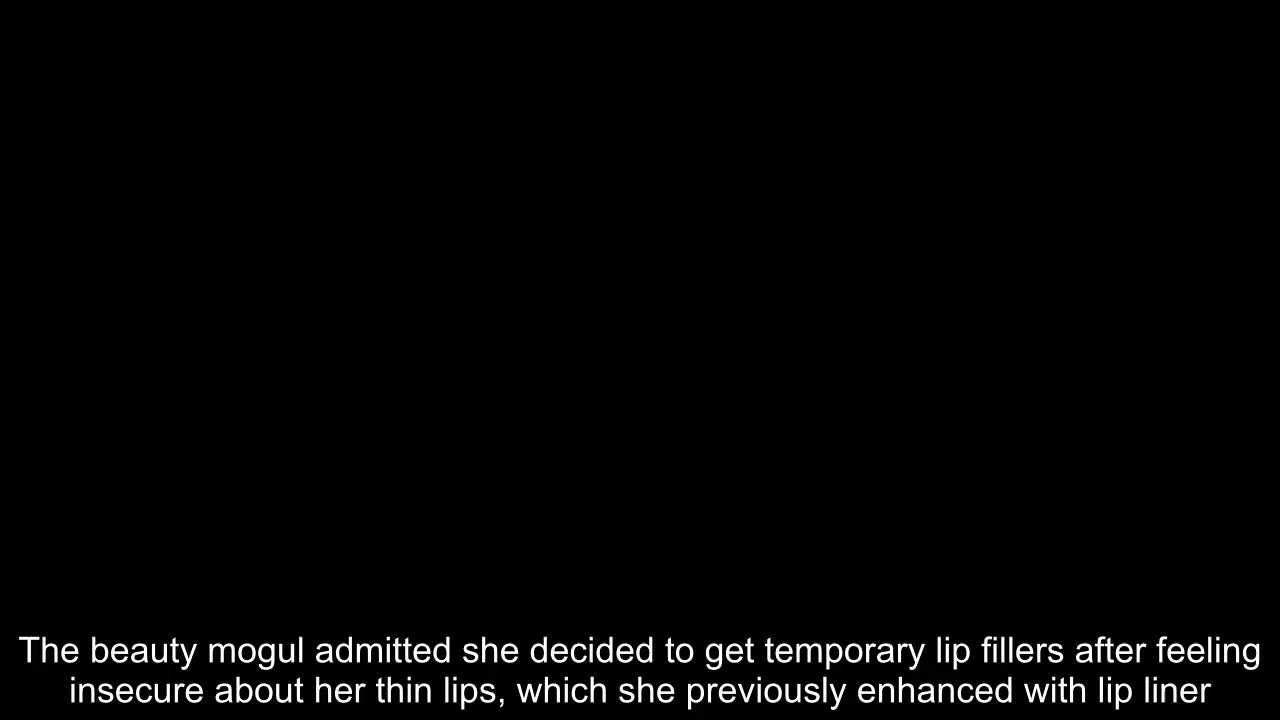 The beauty mogul admitted she decided to get temporary lip fillers after feeling
insecure about her thin lips, which she previously enhanced with lip liner